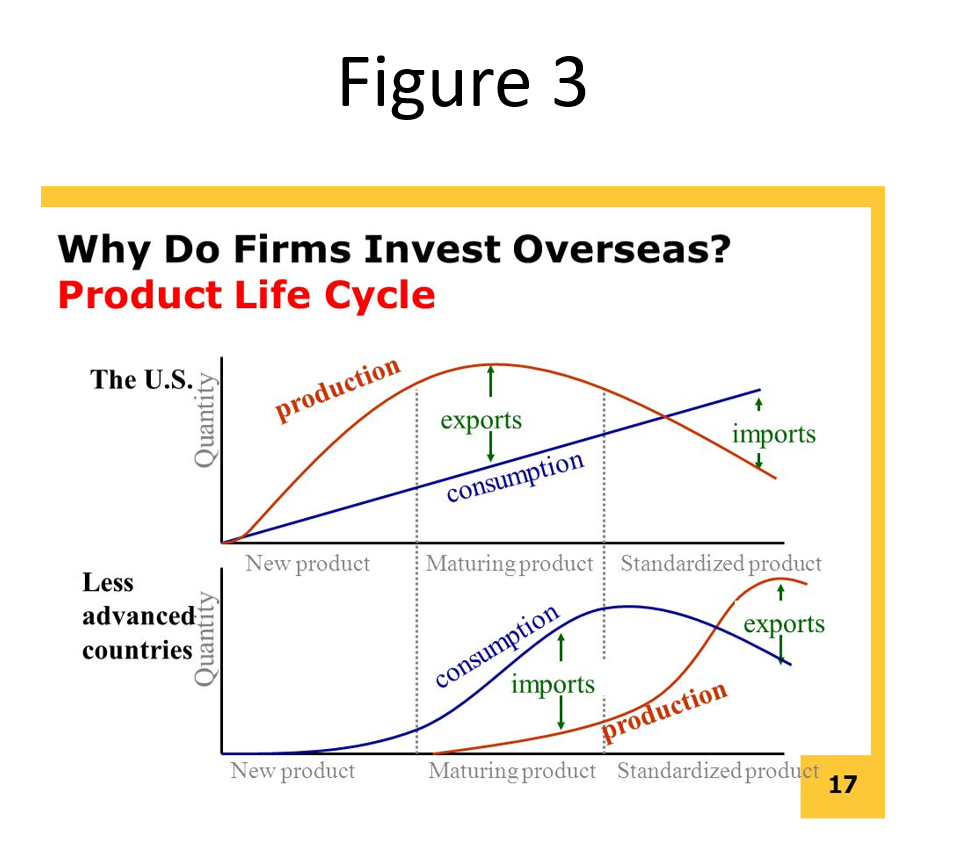 Figure 3
Why Do Firms Invest Overseas?
Product Life Cycle
The U.S.
Quantity
production
exports
consumption
imports
New product
Maturing product
Standardized product
Less
advanced
countries
Quantity
consumption
imports
production
exports
New product
Maturing product
Standardized product
17